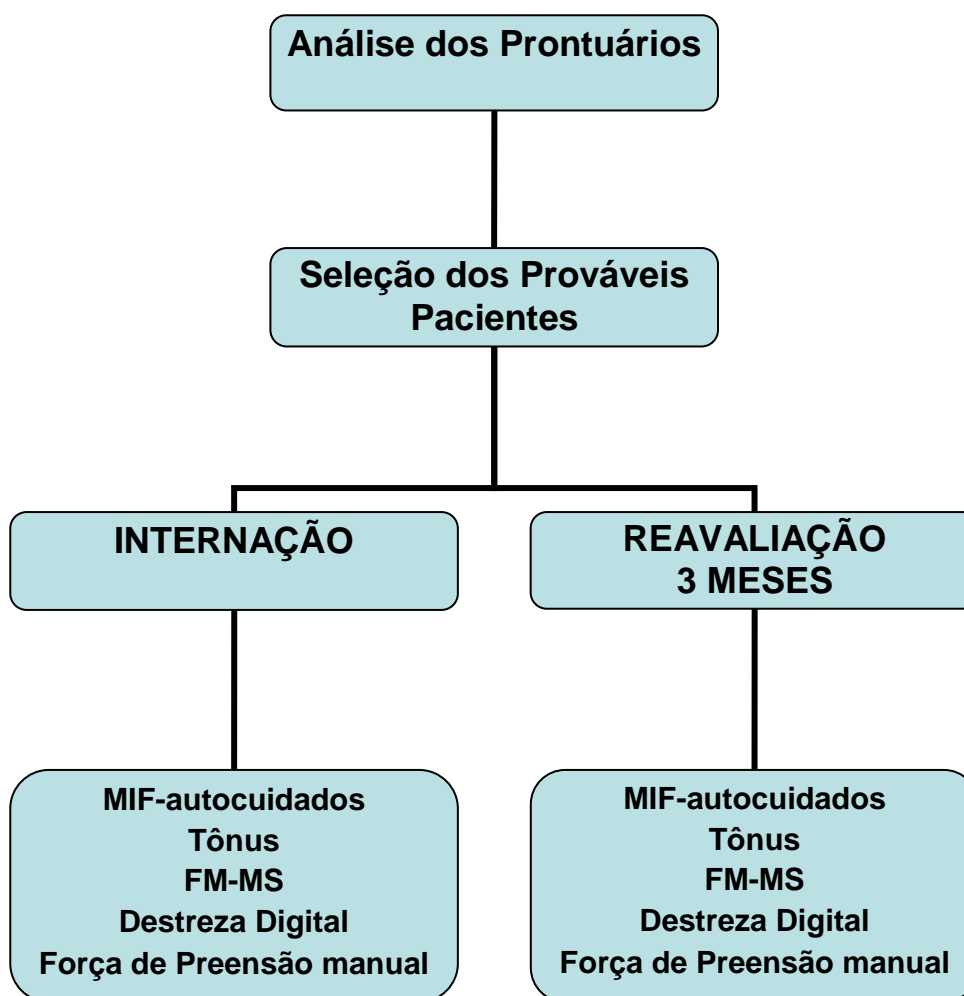 Análise dos Prontuários
Seleção dos Prováveis
Pacientes
INTERNAÇÃO
REAVALIAÇÃO
3 MESES
MIF-autocuidados
Tônus
FM-MS
Destreza Digital
Força de Preensão manual
MIF-autocuidados
Tônus
FM-MS
Destreza Digital
Força de Preensão manual